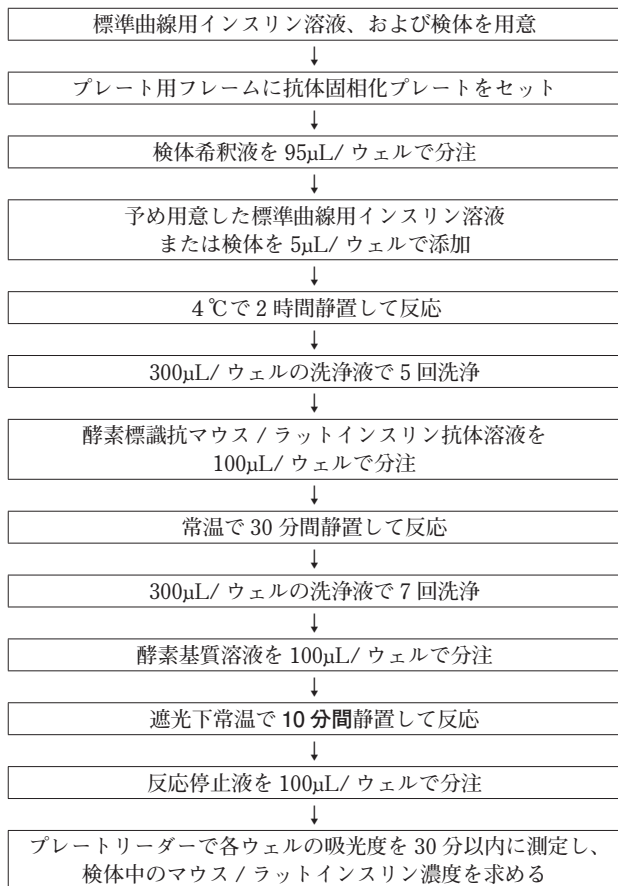 標準曲線用インスリン溶液、および検体を用意
↓
プレート用フレームに抗体固相化プレートをセット
↓
検体希釈液を 95μL/ ウェルで分注
↓
予め用意した標準曲線用インスリン溶液
または検体を 5μL/ ウェルで添加
↓
4℃で 2 時間静置して反応
↓
300μL/ ウェルの洗浄液で 5 回洗浄
↓
酵素標識抗マウス / ラットインスリン抗体溶液を
100μL/ ウェルで分注
↓
常温で 30 分間静置して反応
↓
300μL/ ウェルの洗浄液で 7 回洗浄
↓
酵素基質溶液を 100μL/ ウェルで分注
↓
遮光下常温で 10 分間静置して反応
↓
反応停止液を 100μL/ ウェルで分注
↓
プレートリーダーで各ウェルの吸光度を 30 分以内に測定し、
検体中のマウス / ラットインスリン濃度を求める